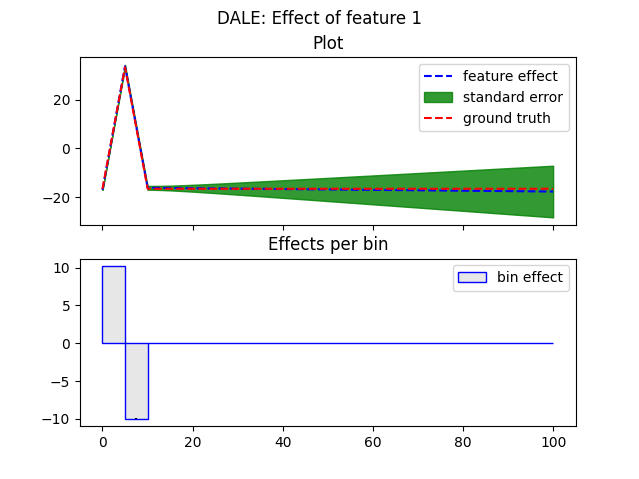 DALE: Effect of feature 1
Plot
feature effect
standard error
ground truth
20
0
−20
Effects per bin
bin effect
10
5
0
−5
−10
0 20 40 60 80 100